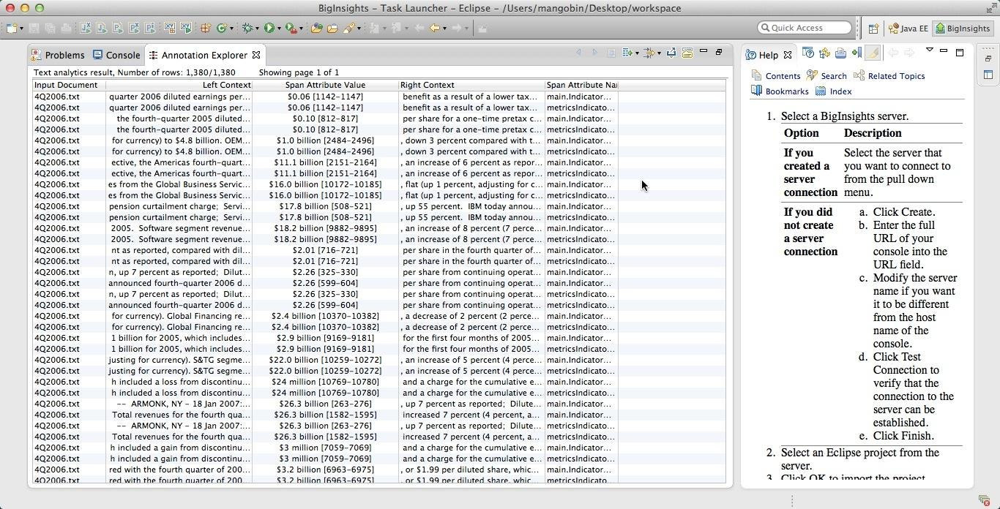 BigInsights – Task Launcher – Eclipse – /Users/mangobin/Desktop/workspace
Quick Access
Java EE
BigInsights
Problems
Console
Annotation Explorer
Text analytics result, Number of rows: 1,380/1,380 Showing page 1 of 1
Input Document Left Context Span Attribute Value Right Context Span Attribute Nai
4Q2006.txt quarter 2006 diluted earnings per... $0.06 [1142–1147] benefit as a result of a lower tax... main.Indicator...
4Q2006.txt quarter 2006 diluted earnings per... $0.06 [1142–1147] benefit as a result of a lower tax... metricsIndicato...
4Q2006.txt the fourth-quarter 2005 diluted... $0.10 [812–817] per share for a one-time pretax c... main.Indicator...
4Q2006.txt the fourth-quarter 2005 diluted... $0.10 [812–817] per share for a one-time pretax c... metricsIndicato...
4Q2006.txt for currency) to $4.8 billion. OEM... $1.0 billion [2484–2496] , down 3 percent compared with t... main.Indicator...
4Q2006.txt for currency) to $4.8 billion. OEM... $1.0 billion [2484–2496] , down 3 percent compared with t... metricsIndicato...
4Q2006.txt ective, the Americas fourth-quart... $11.1 billion [2151–2164] , an increase of 6 percent as repor... main.Indicator...
4Q2006.txt ective, the Americas fourth-quart... $11.1 billion [2151–2164] , an increase of 6 percent as repor... metricsIndicato...
4Q2006.txt es from the Global Business Servic... $16.0 billion [10172–10185] , flat (up 1 percent, adjusting for c... main.Indicator...
4Q2006.txt es from the Global Business Servic... $16.0 billion [10172–10185] , flat (up 1 percent, adjusting for c... metricsIndicato...
4Q2006.txt pension curtailment charge; Servi... $17.8 billion [508–521] , up 55 percent. IBM today annou... main.Indicator...
4Q2006.txt pension curtailment charge; Servi... $17.8 billion [508–521] , up 55 percent. IBM today annou... metricsIndicato...
4Q2006.txt 2005. Software segment revenue... $18.2 billion [9882–9895] , an increase of 8 percent (7 perce... main.Indicator...
4Q2006.txt 2005. Software segment revenue... $18.2 billion [9882–9895] , an increase of 8 percent (7 perce... metricsIndicato...
4Q2006.txt nt as reported, compared with dil... $2.01 [716–721] per share in the fourth quarter of... main.Indicator...
4Q2006.txt nt as reported, compared with dil... $2.01 [716–721] per share in the fourth quarter of... metricsIndicato...
4Q2006.txt n, up 7 percent as reported; Dilut... $2.26 [325–330] per share from continuing operat... main.Indicator...
4Q2006.txt announced fourth-quarter 2006 d... $2.26 [599–604] per share from continuing operat... main.Indicator...
4Q2006.txt n, up 7 percent as reported; Dilut... $2.26 [325–330] per share from continuing operat... metricsIndicato...
4Q2006.txt announced fourth-quarter 2006 d... $2.26 [599–604] per share from continuing operat... metricsIndicato...
4Q2006.txt for currency). Global Financing re... $2.4 billion [10370–10382] , a decrease of 2 percent (2 perce... main.Indicator...
4Q2006.txt for currency). Global Financing re... $2.4 billion [10370–10382] , a decrease of 2 percent (2 perce... metricsIndicato...
4Q2006.txt 1 billion for 2005, which includes... $2.9 billion [9169–9181] for the first four months of 2005... main.Indicator...
4Q2006.txt 1 billion for 2005, which includes... $2.9 billion [9169–9181] for the first four months of 2005... metricsIndicato...
4Q2006.txt justing for currency). S&TG segme... $22.0 billion [10259–10272] , an increase of 5 percent (4 perce... main.Indicator...
4Q2006.txt justing for currency). S&TG segme... $22.0 billion [10259–10272] , an increase of 5 percent (4 perce... metricsIndicato...
4Q2006.txt h included a loss from discontinu... $24 million [10769–10780] and a charge for the cumulative e... main.Indicator...
4Q2006.txt h included a loss from discontinu... $24 million [10769–10780] and a charge for the cumulative e... metricsIndicato...
4Q2006.txt -- ARMONK, NY – 18 Jan 2007:... $26.3 billion [263–276] , up 7 percent as reported; Dilute... main.Indicator...
4Q2006.txt Total revenues for the fourth qua... $26.3 billion [1582–1595] increased 7 percent (4 percent, a... main.Indicator...
4Q2006.txt -- ARMONK, NY – 18 Jan 2007:... $26.3 billion [263–276] , up 7 percent as reported; Dilute... metricsIndicato...
4Q2006.txt Total revenues for the fourth qua... $26.3 billion [1582–1595] increased 7 percent (4 percent, a... metricsIndicato...
4Q2006.txt h included a gain from discontinu... $3 million [7059–7069] and a charge for the cumulative e... main.Indicator...
4Q2006.txt h included a gain from discontinu... $3 million [7059–7069] and a charge for the cumulative e... metricsIndicato...
4Q2006.txt red with the fourth quarter of 200... $3.2 billion [6963–6975] , or $1.99 per diluted share, whic... main.Indicator...
4Q2006.txt red with the fourth quarter of 200... $3.2 billion [6963–6975] , or $1.99 per diluted share, whic... metricsIndicato...
Help
Contents Search Related Topics
Bookmarks Index
1. Select a BigInsights server.
Option Description
If you created a server connection
Select the server that
you want to connect to
from the pull down
menu.
If you did
not create
a server
connection
a. Click Create.
b. Enter the full
URL of your
console into the
URL field.
c. Modify the server
name if you want
it to be different
from the host
name of the
console.
d. Click Test
Connection to
verify that the
connection to the
server can be
established.
e. Click Finish.
2. Select an Eclipse project from the
server.
3. Click OK to import the project